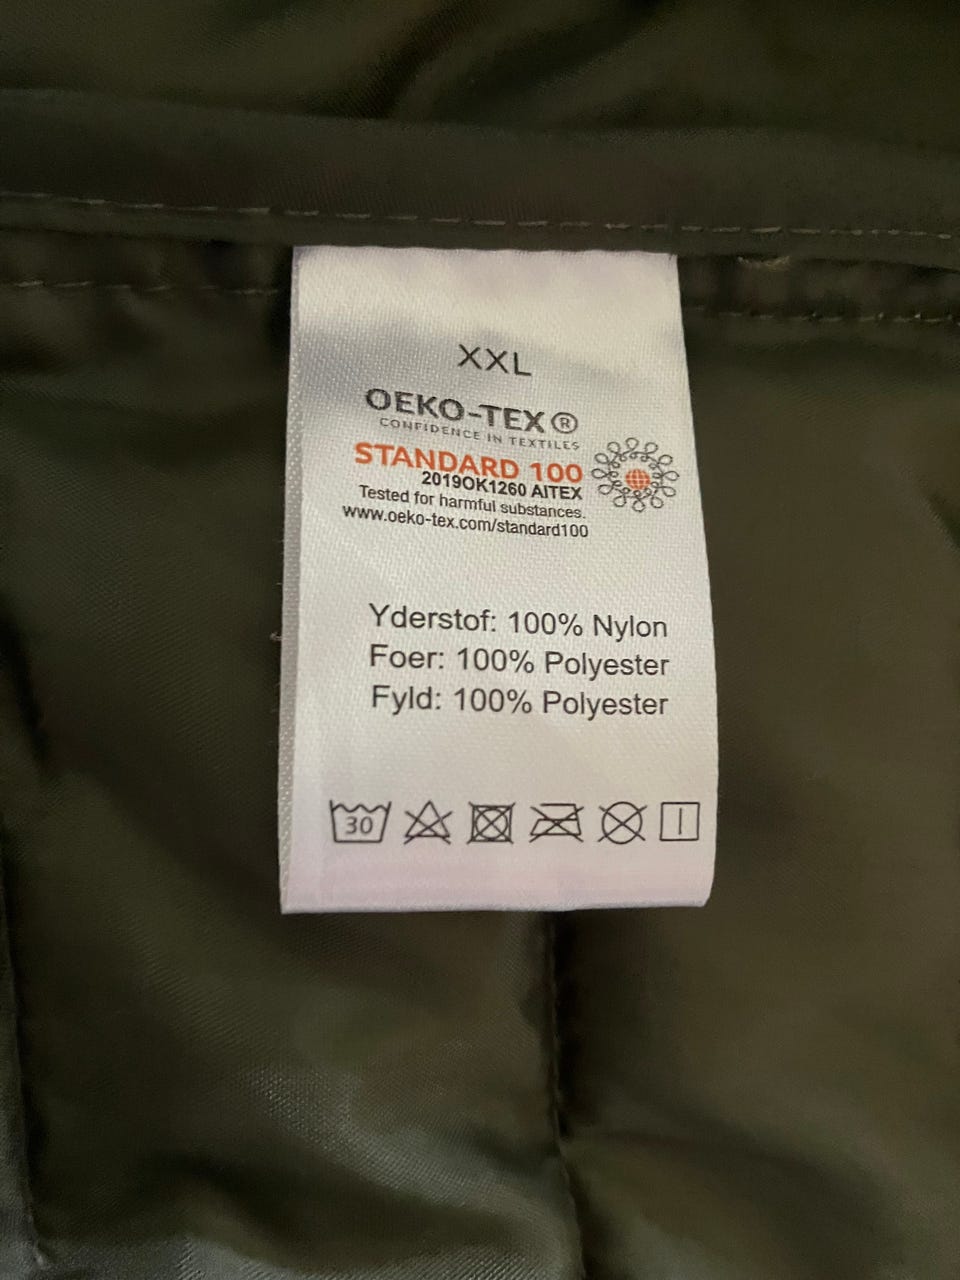 XXL
OEKO-TEX®
CONFIDENCE IN TEXTILES
STANDARD 100
2019OK1260 AITEX
Tested for harmful substances.
www.oeko-tex.com/standard100
Yderstof: 100% Nylon
Foer: 100% Polyester
Fyld: 100% Polyester
30